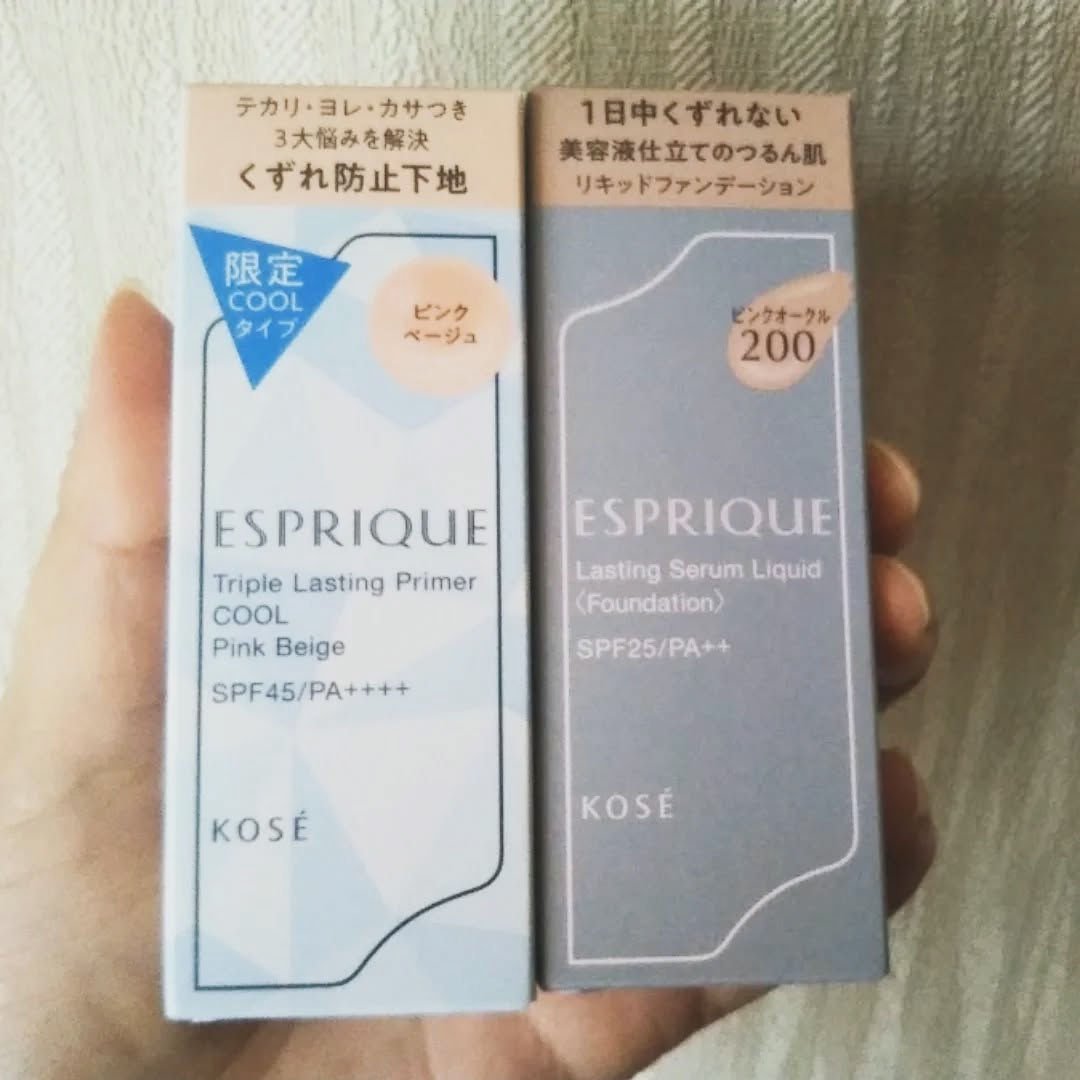 テカリ・ヨレ・カサつき
3大悩みを解決
くずれ防止下地
限定
COOL
タイプ
ピンク
ベージュ
ESPRIQUE
Triple Lasting Primer
COOL
Pink Beige
SPF45/PA++++
KOSÉ
1日中くずれない
美容液仕立てのつるん肌
リキッドファンデーション
ピンクオークル
200
ESPRIQUE
Lasting Serum Liquid
〈Foundation〉
SPF25/PA++
KOSÉ